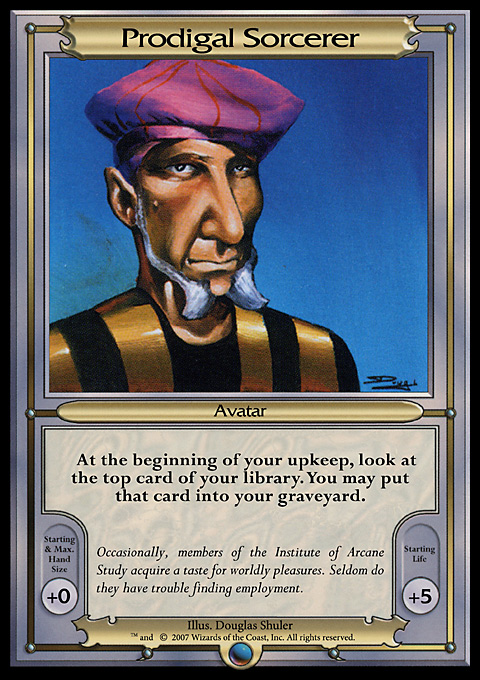 Prodigal Sorcerer
Avatar
At the beginning of your upkeep, look at
the top card of your library. You may put
that card into your graveyard.
Starting
& Max.
Hand
Size
+0
Occasionally, members of the Institute of Arcane
Study acquire a taste for worldly pleasures. Seldom do
they have trouble finding employment.
Starting
Life
+5
Illus. Douglas Shuler
™ and © 2007 Wizards of the Coast, Inc. All rights reserved.